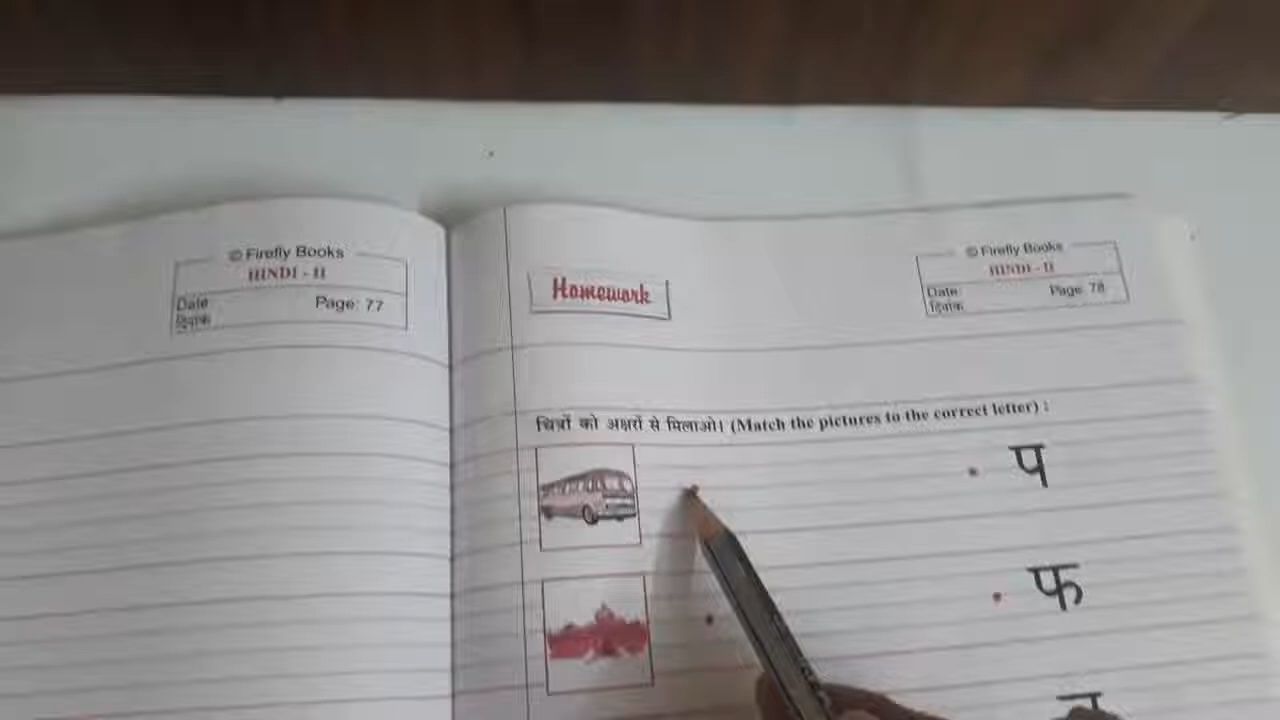 © Firefly Books
HINDI - II
Date
दिनांक
Page: 77
Homework
© Firefly Books
HINDI - II
Date:
दिनांक
Page: 78
चित्रों को अक्षरों से मिलाओ। (Match the pictures to the correct letter) :
प
फ